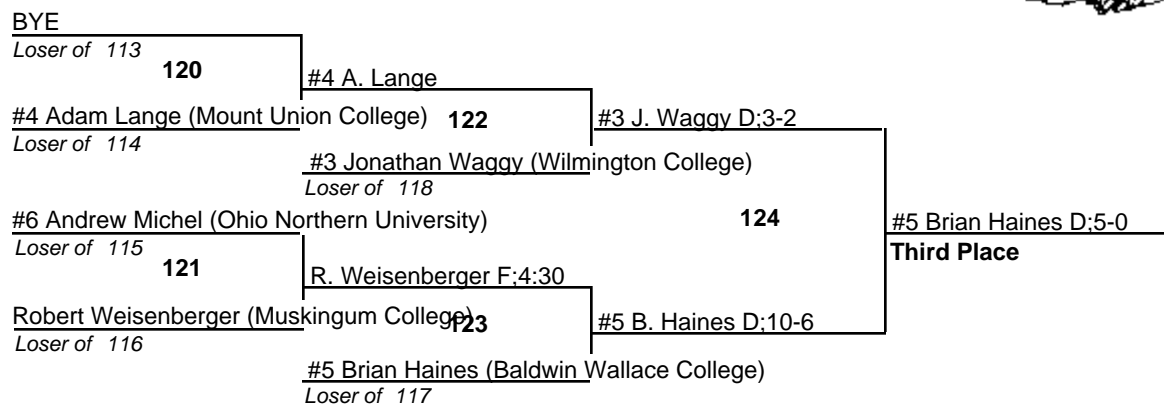 BYE
Loser of 113
120
#4 A. Lange
#4 Adam Lange (Mount Union College)
122
#3 J. Waggy D;3-2
Loser of 114
#3 Jonathan Waggy (Wilmington College)
Loser of 118
#6 Andrew Michel (Ohio Northern University)
124
#5 Brian Haines D;5-0
Loser of 115
Third Place
121
R. Weisenberger F;4:30
Robert Weisenberger (Muskingum College)
123
#5 B. Haines D;10-6
Loser of 116
#5 Brian Haines (Baldwin Wallace College)
Loser of 117